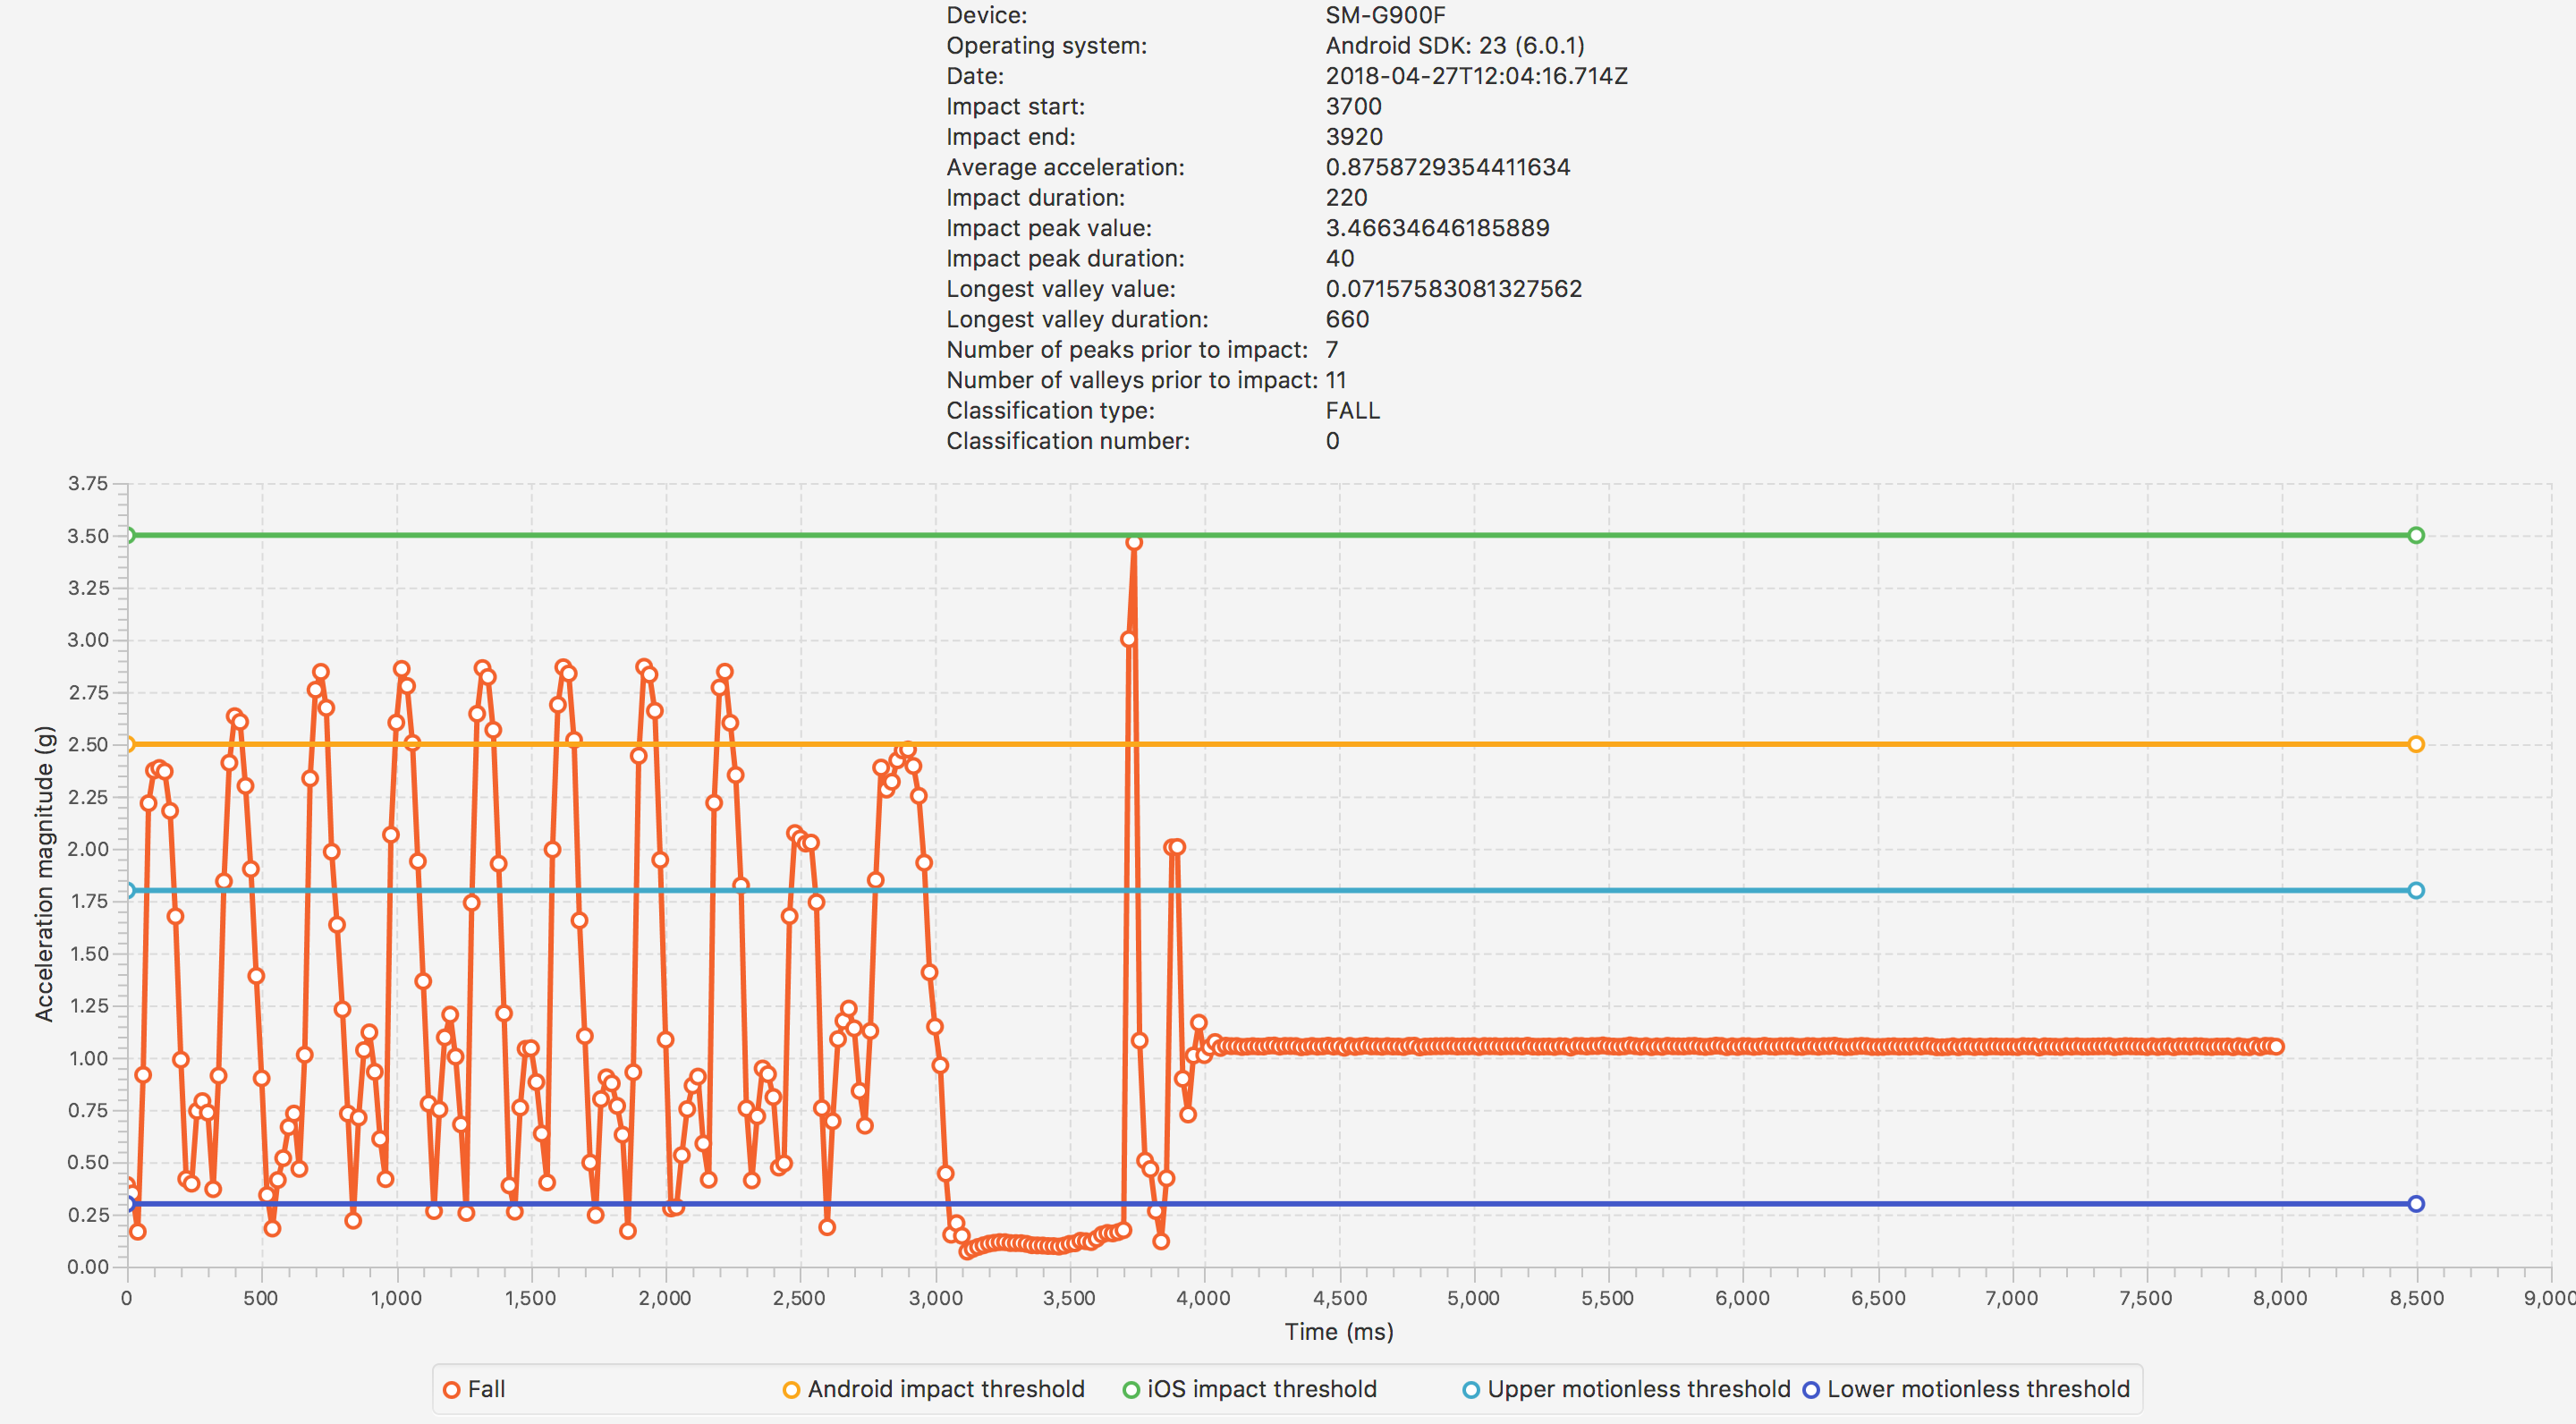 Device: SM-G900F
Operating system: Android SDK: 23 (6.0.1)
Date: 2018-04-27T12:04:16.714Z
Impact start: 3700
Impact end: 3920
Average acceleration: 0.8758729354411634
Impact duration: 220
Impact peak value: 3.46634646185889
Impact peak duration: 40
Longest valley value: 0.07157583081327562
Longest valley duration: 660
Number of peaks prior to impact: 7
Number of valleys prior to impact: 11
Classification type: FALL
Classification number: 0
3.75
3.50
3.25
3.00
2.75
2.50
2.25
2.00
1.75
1.50
1.25
1.00
0.75
0.50
0.25
0.00
Acceleration magnitude (g)
0 500 1,000 1,500 2,000 2,500 3,000 3,500 4,000 4,500 5,000 5,500 6,000 6,500 7,000 7,500 8,000 8,500 9,000
Time (ms)
Fall Android impact threshold iOS impact threshold Upper motionless threshold Lower motionless threshold